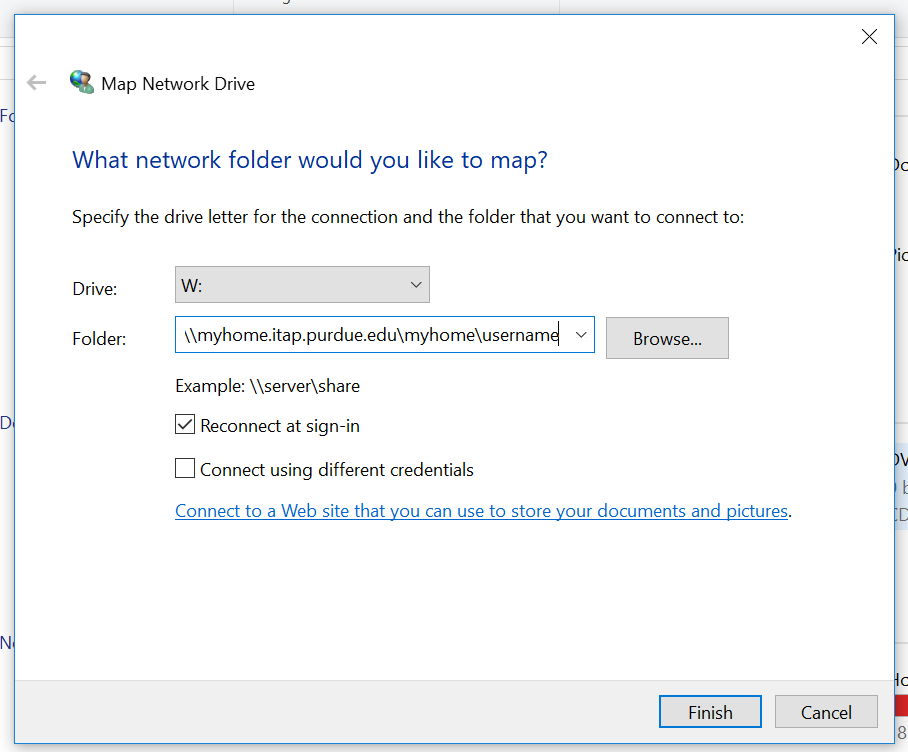 Map Network Drive
What network folder would you like to map?
Specify the drive letter for the connection and the folder that you want to connect to:
Drive: W:
Folder: \\myhome.itap.purdue.edu\myhome\username Browse...
Example: \\server\share
Reconnect at sign-in
Connect using different credentials
Connect to a Web site that you can use to store your documents and pictures.
Finish Cancel